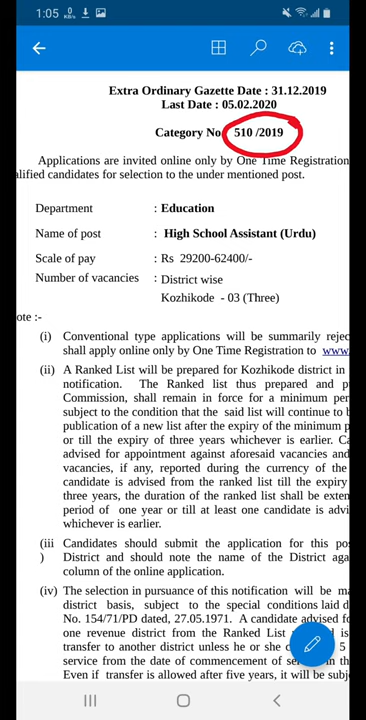 1:05 0 KB/s
Extra Ordinary Gazette Date : 31.12.2019
Last Date : 05.02.2020
Category No 510 /2019
Applications are invited online only by One Time Registration
alified candidates for selection to the under mentioned post.
Department : Education
Name of post : High School Assistant (Urdu)
Scale of pay : Rs 29200-62400/-
Number of vacancies : District wise
Kozhikode - 03 (Three)
ote :-
(i) Conventional type applications will be summarily rejec
shall apply online only by One Time Registration to www.
(ii) A Ranked List will be prepared for Kozhikode district in
notification. The Ranked list thus prepared and p
Commission, shall remain in force for a minimum per
subject to the condition that the said list will continue to b
publication of a new list after the expiry of the minimum p
or till the expiry of three years whichever is earlier. Ca
advised for appointment against aforesaid vacancies and
vacancies, if any, reported during the currency of the
candidate is advised from the ranked list till the expiry
three years, the duration of the ranked list shall be exten
period of one year or till at least one candidate is advi
whichever is earlier.
(iii Candidates should submit the application for this pos
) District and should note the name of the District aga
column of the online application.
(iv) The selection in pursuance of this notification will be ma
district basis, subject to the special conditions laid d
No. 154/71/PD dated, 27.05.1971. A candidate advised fo
one revenue district from the Ranked List is
transfer to another district unless he or she c 5
service from the date of commencement of se in th
Even if transfer is allowed after five years, it will be subj